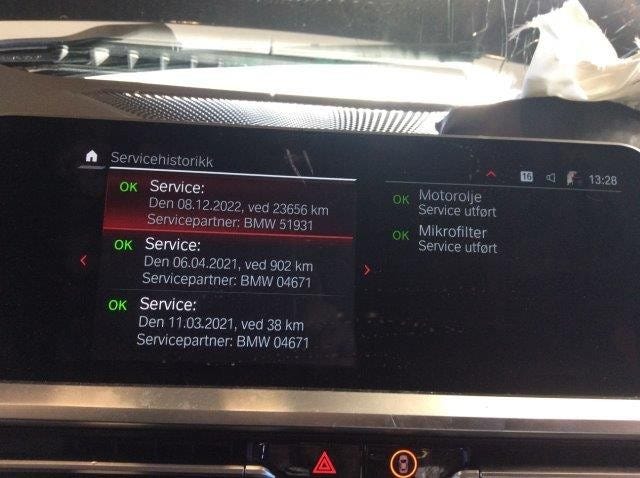 Servicehistorikk
16
13:28
OK Service:
Den 08.12.2022, ved 23656 km
Servicepartner: BMW 51931
OK Service:
Den 06.04.2021, ved 902 km
Servicepartner: BMW 04671
OK Service:
Den 11.03.2021, ved 38 km
Servicepartner: BMW 04671
OK Motorolje
Service utført
OK Mikrofilter
Service utført